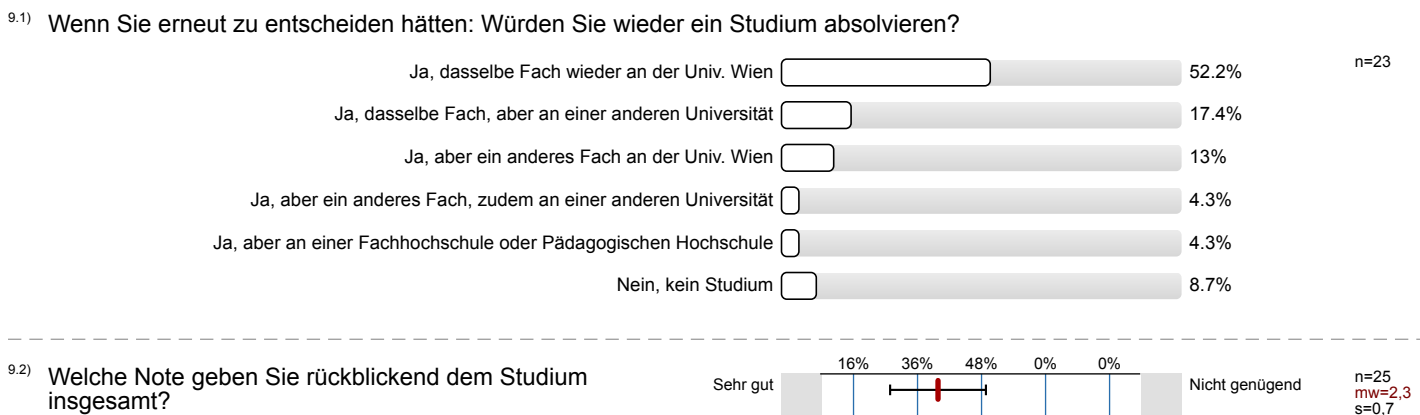 9.1) Wenn Sie erneut zu entscheiden hätten: Würden Sie wieder ein Studium absolvieren?
Ja, dasselbe Fach wieder an der Univ. Wien 52.2% n=23
Ja, dasselbe Fach, aber an einer anderen Universität 17.4%
Ja, aber ein anderes Fach an der Univ. Wien 13%
Ja, aber ein anderes Fach, zudem an einer anderen Universität 4.3%
Ja, aber an einer Fachhochschule oder Pädagogischen Hochschule 4.3%
Nein, kein Studium 8.7%
9.2) Welche Note geben Sie rückblickend dem Studium
insgesamt?
16% 36% 48% 0% 0%
Sehr gut Nicht genügend
n=25
mw=2,3
s=0,7